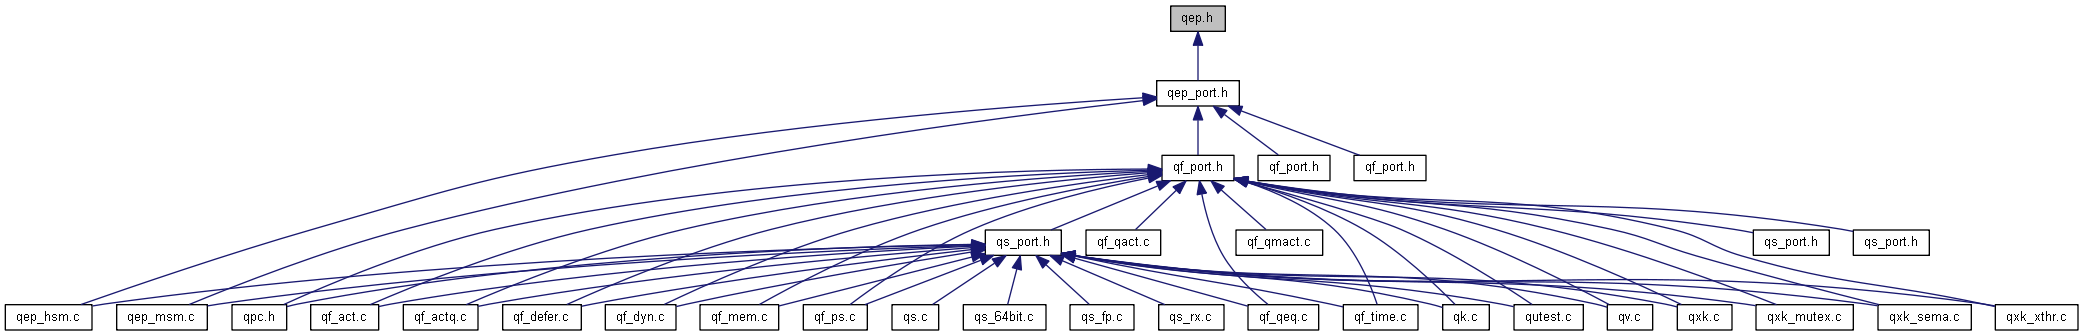 qep.h
qep_port.h
qf_port.h
qf_port.h
qf_port.h
qs_port.h
qf_qact.c
qf_qmact.c
qs_port.h
qs_port.h
qep_hsm.c
qep_msm.c
qpc.h
qf_act.c
qf_actq.c
qf_defer.c
qf_dyn.c
qf_mem.c
qf_ps.c
qs.c
qs_64bit.c
qs_fp.c
qs_rx.c
qf_qeq.c
qf_time.c
qk.c
qutest.c
qv.c
qxk.c
qxk_mutex.c
qxk_sema.c
qxk_xthr.c